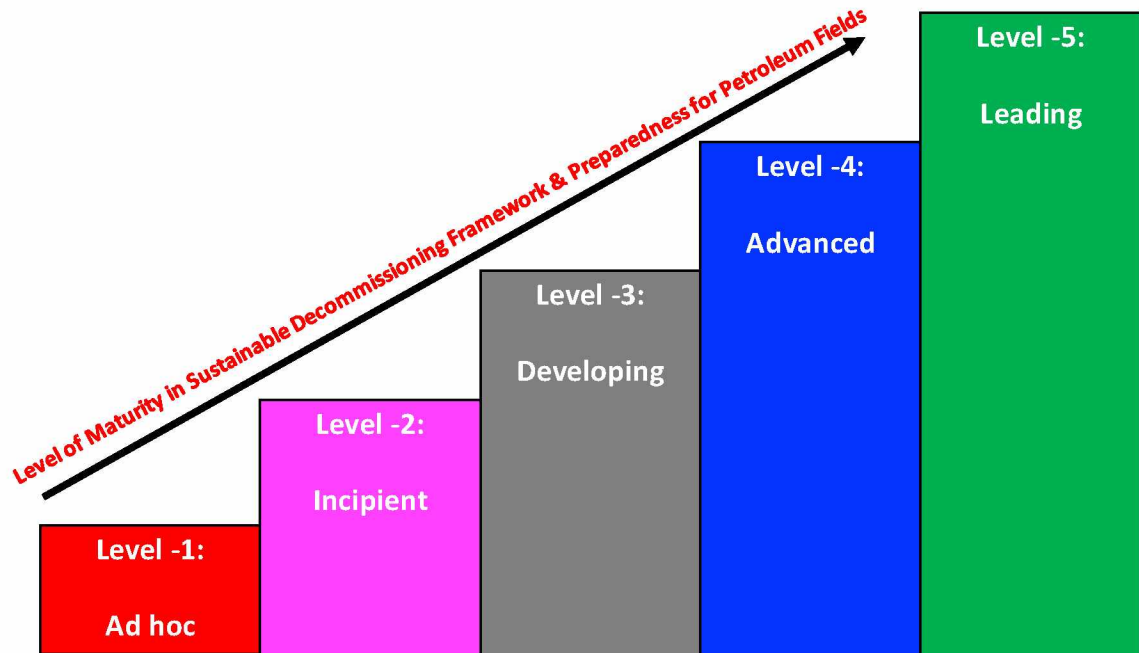 Level of Maturity in Sustainable Decommissioning Framework & Preparedness for Petroleum Fields
Level -1:
Ad hoc
Level -2:
Incipient
Level -3:
Developing
Level -4:
Advanced
Level -5:
Leading